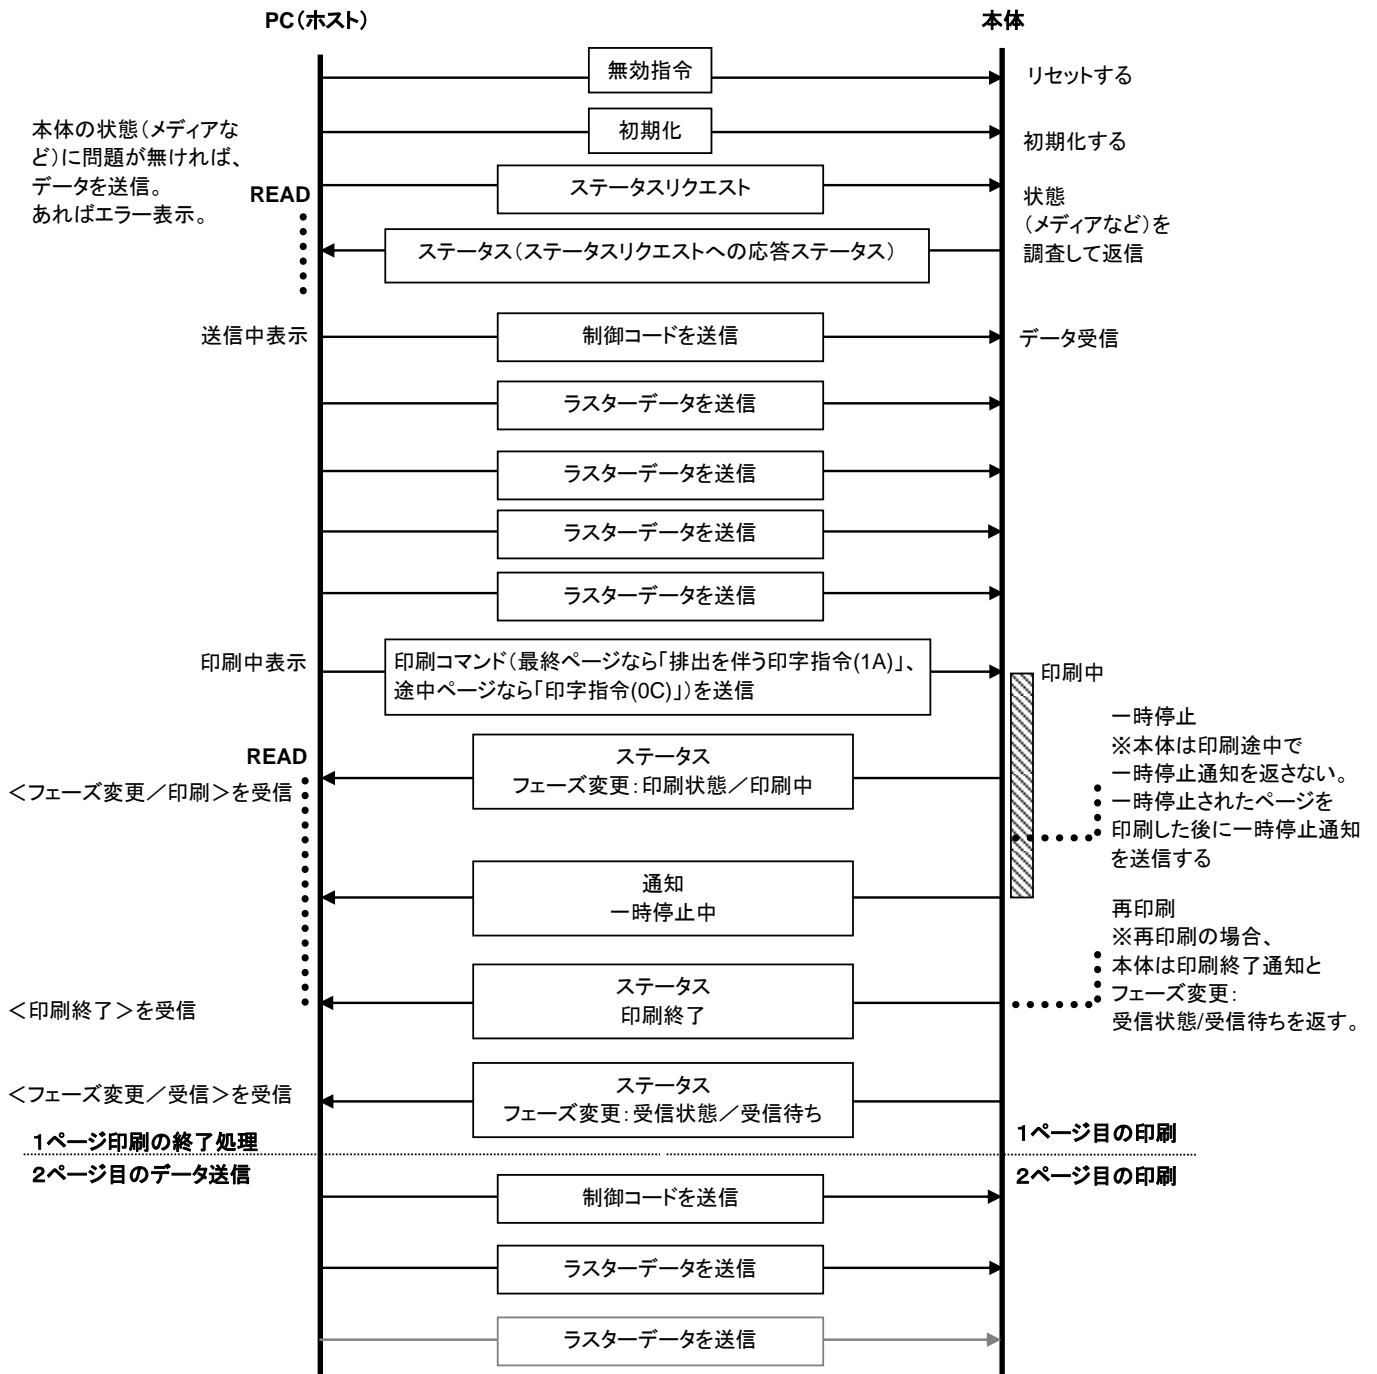 PC（ホスト）
本体
無効指令
リセットする
初期化
初期化する
本体の状態（メディアな
ど）に問題が無ければ、
データを送信。
あればエラー表示。
READ
ステータスリクエスト
状態
（メディアなど）を
調査して返信
ステータス（ステータスリクエストへの応答ステータス）
送信中表示
制御コードを送信
データ受信
ラスターデータを送信
ラスターデータを送信
ラスターデータを送信
ラスターデータを送信
印刷中表示
印刷コマンド（最終ページなら「排出を伴う印字指令(1A)」、
途中ページなら「印字指令(0C)」）を送信
印刷中
一時停止
※本体は印刷途中で
一時停止通知を返さない。
一時停止されたページを
印刷した後に一時停止通知
を送信する
READ
ステータス
フェーズ変更：印刷状態／印刷中
＜フェーズ変更／印刷＞を受信
通知
一時停止中
再印刷
※再印刷の場合、
本体は印刷終了通知と
フェーズ変更：
受信状態/受信待ちを返す。
ステータス
印刷終了
＜印刷終了＞を受信
ステータス
フェーズ変更：受信状態／受信待ち
＜フェーズ変更／受信＞を受信
１ページ印刷の終了処理
１ページ目の印刷
２ページ目のデータ送信
２ページ目の印刷
制御コードを送信
ラスターデータを送信
ラスターデータを送信